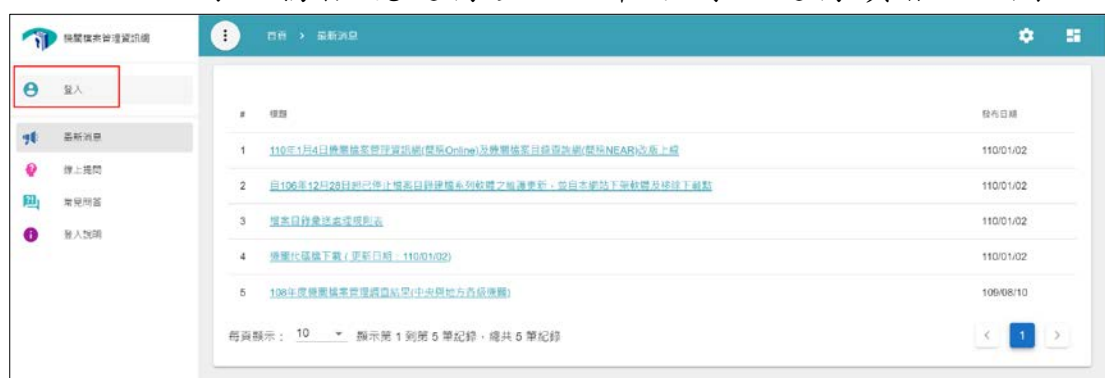 機關檔案管理資訊網
首頁 > 最新消息
登入
最新消息
線上提問
常見問答
登入說明
# 標題 發布日期
1 110年1月4日機關檔案管理資訊網(簡稱Online)及機關檔案目錄查詢網(簡稱NEAR)改版上線 110/01/02
2 自106年12月28日起已停止檔案目錄建檔系列軟體之維護更新，並自本網站下架軟體及移除下載點 110/01/02
3 檔案目錄彙送處理規則表 110/01/02
4 機關代碼檔下載 ( 更新日期：110/01/02) 110/01/02
5 108年度機關檔案管理調查結果(中央與地方各級機關) 109/08/10
每頁顯示： 10 顯示第 1 到第 5 筆紀錄，總共 5 筆紀錄
< 1 >